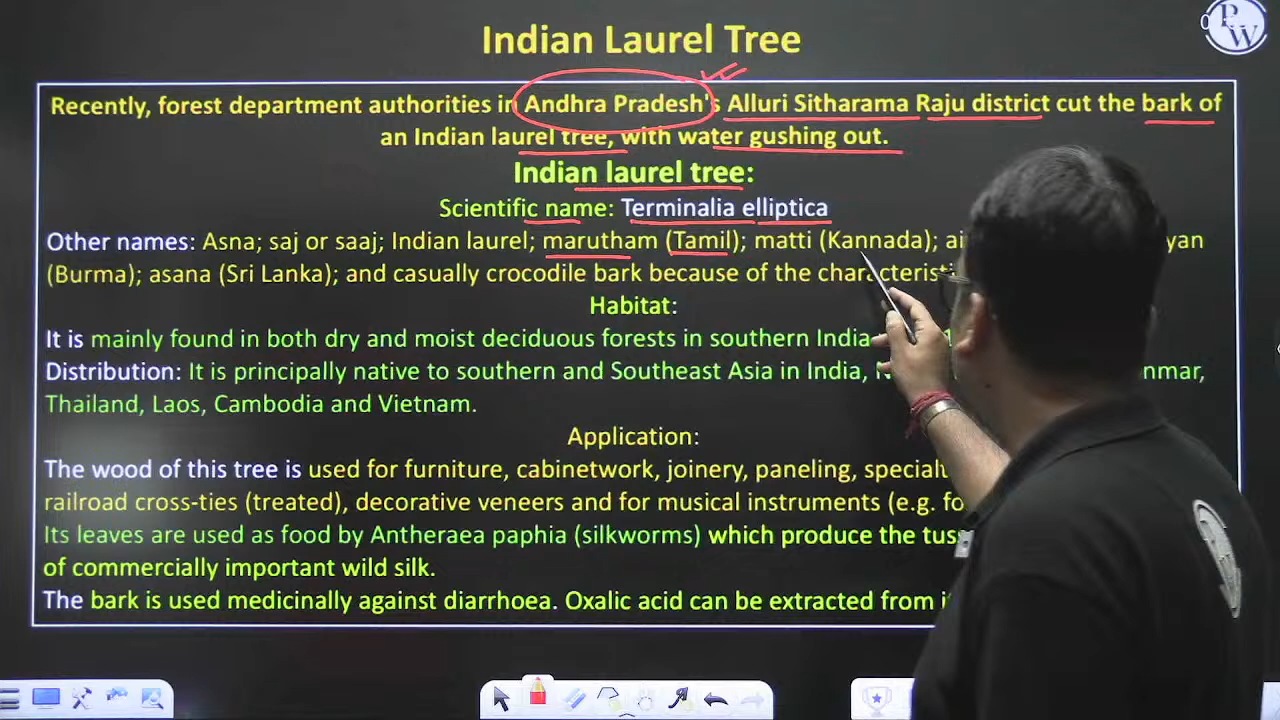 Indian Laurel Tree
PW
Recently, forest department authorities in Andhra Pradesh's Alluri Sitharama Raju district cut the bark of
an Indian laurel tree, with water gushing out.
Indian laurel tree:
Scientific name: Terminalia elliptica
Other names: Asna; saj or saaj; Indian laurel; marutham (Tamil); matti (Kannada);
(Burma); asana (Sri Lanka); and casually crocodile bark because of the
Habitat:
It is mainly found in both dry and moist deciduous forests in southern India
Distribution: It is principally native to southern and Southeast Asia in India,
Thailand, Laos, Cambodia and Vietnam.
Application:
The wood of this tree is used for furniture, cabinetwork, joinery, paneling,
railroad cross-ties (treated), decorative veneers and for musical instruments (e.g.
Its leaves are used as food by Antheraea paphia (silkworms) which produce the
of commercially important wild silk.
The bark is used medicinally against diarrhoea. Oxalic acid can be extracted from